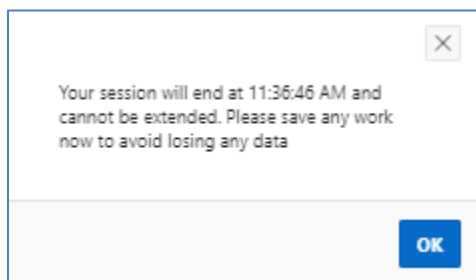 Your session will end at 11:36:46 AM and
cannot be extended. Please save any work
now to avoid losing any data
OK